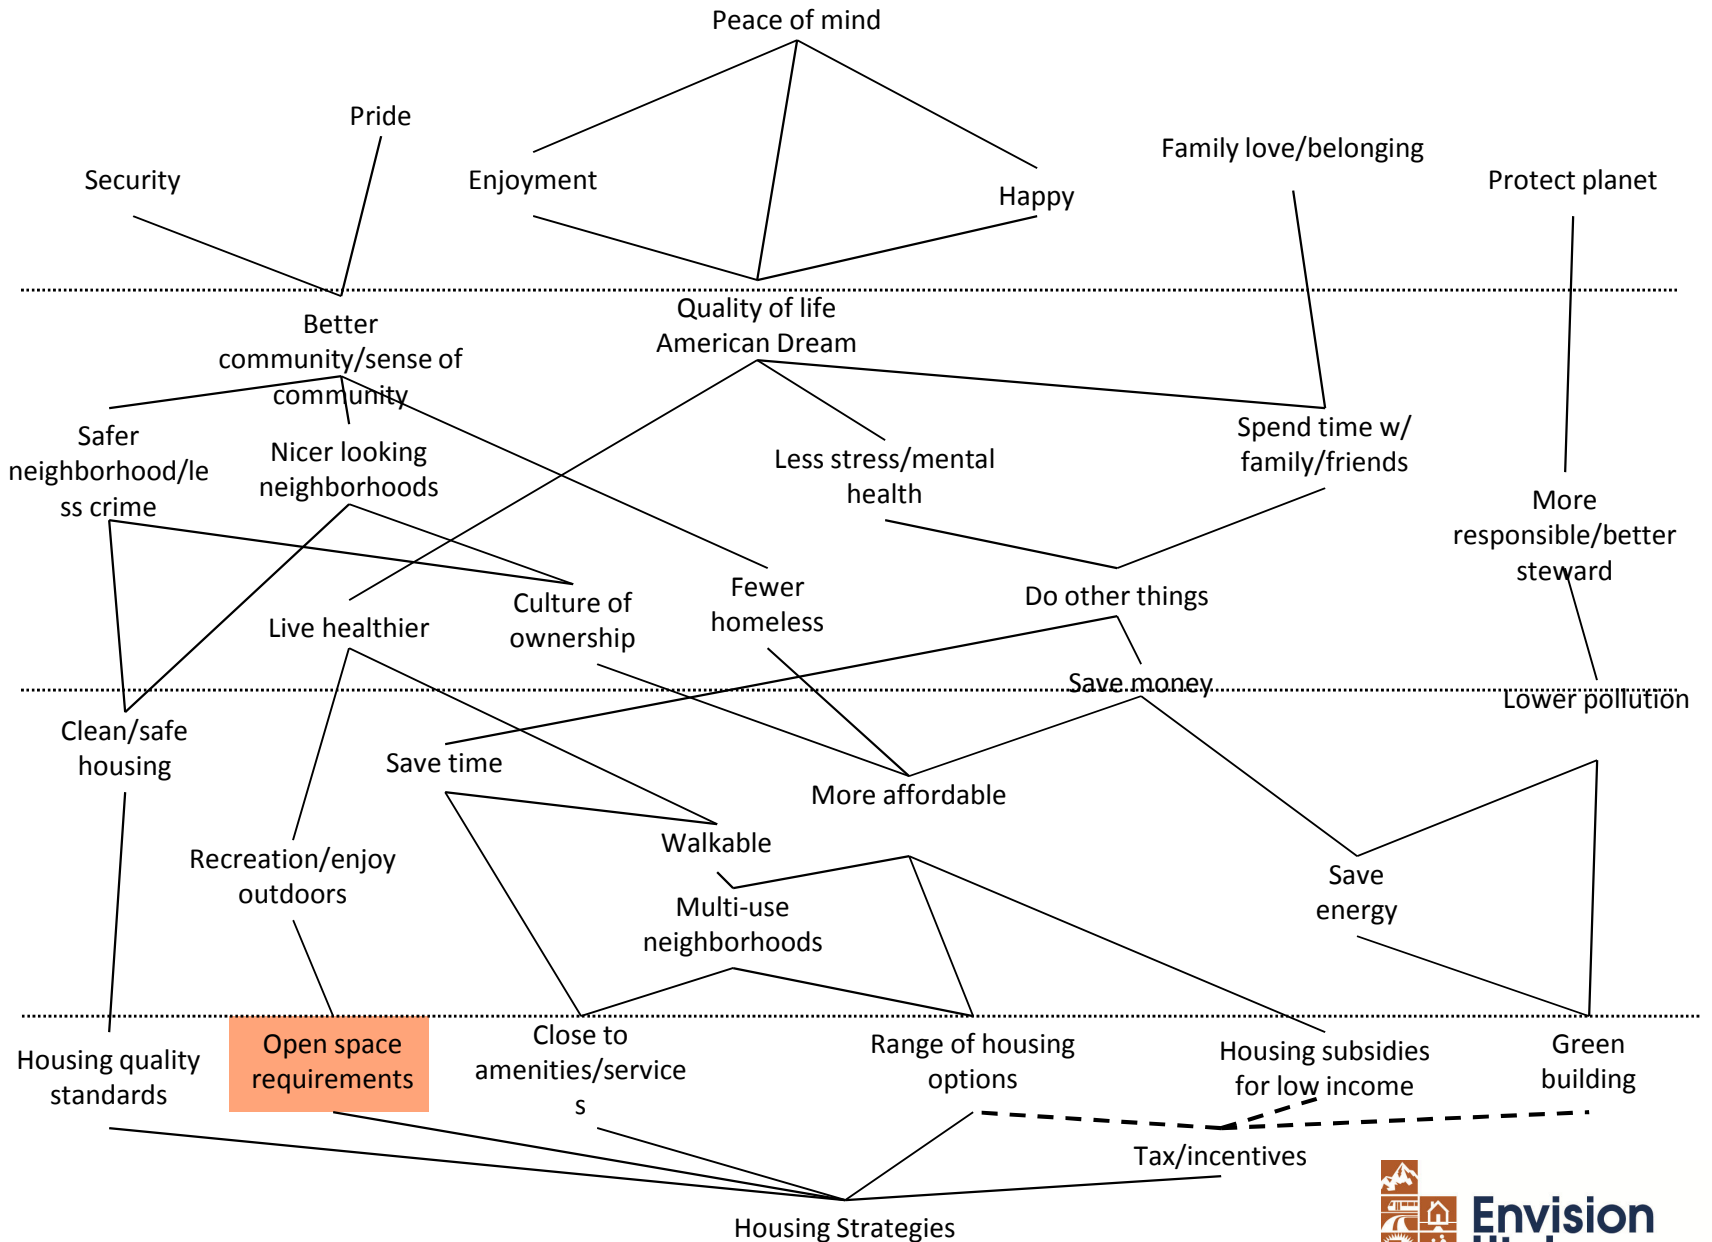 Peace of mind
Pride
Family love/belonging
Security
Enjoyment
Happy
Protect planet
Quality of life
American Dream
Better
community/sense of
community
Safer
neighborhood/le
ss crime
Nicer looking
neighborhoods
Less stress/mental
health
Spend time w/
family/friends
More
responsible/better
steward
Live healthier
Culture of
ownership
Fewer
homeless
Do other things
Save money
Lower pollution
Clean/safe
housing
Save time
More affordable
Walkable
Recreation/enjoy
outdoors
Multi-use
neighborhoods
Save
energy
Housing quality
standards
Open space
requirements
Close to
amenities/service
s
Range of housing
options
Housing subsidies
for low income
Green
building
Tax/incentives
Housing Strategies
Envision